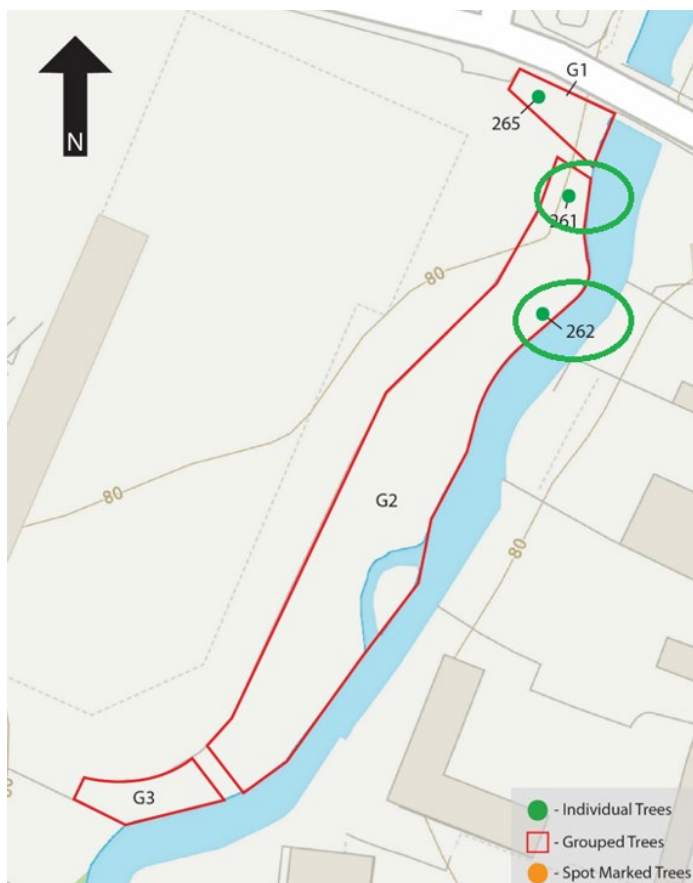 N
G1
265
261
80
262
80
G2
80
G3
- Individual Trees
- Grouped Trees
- Spot Marked Trees